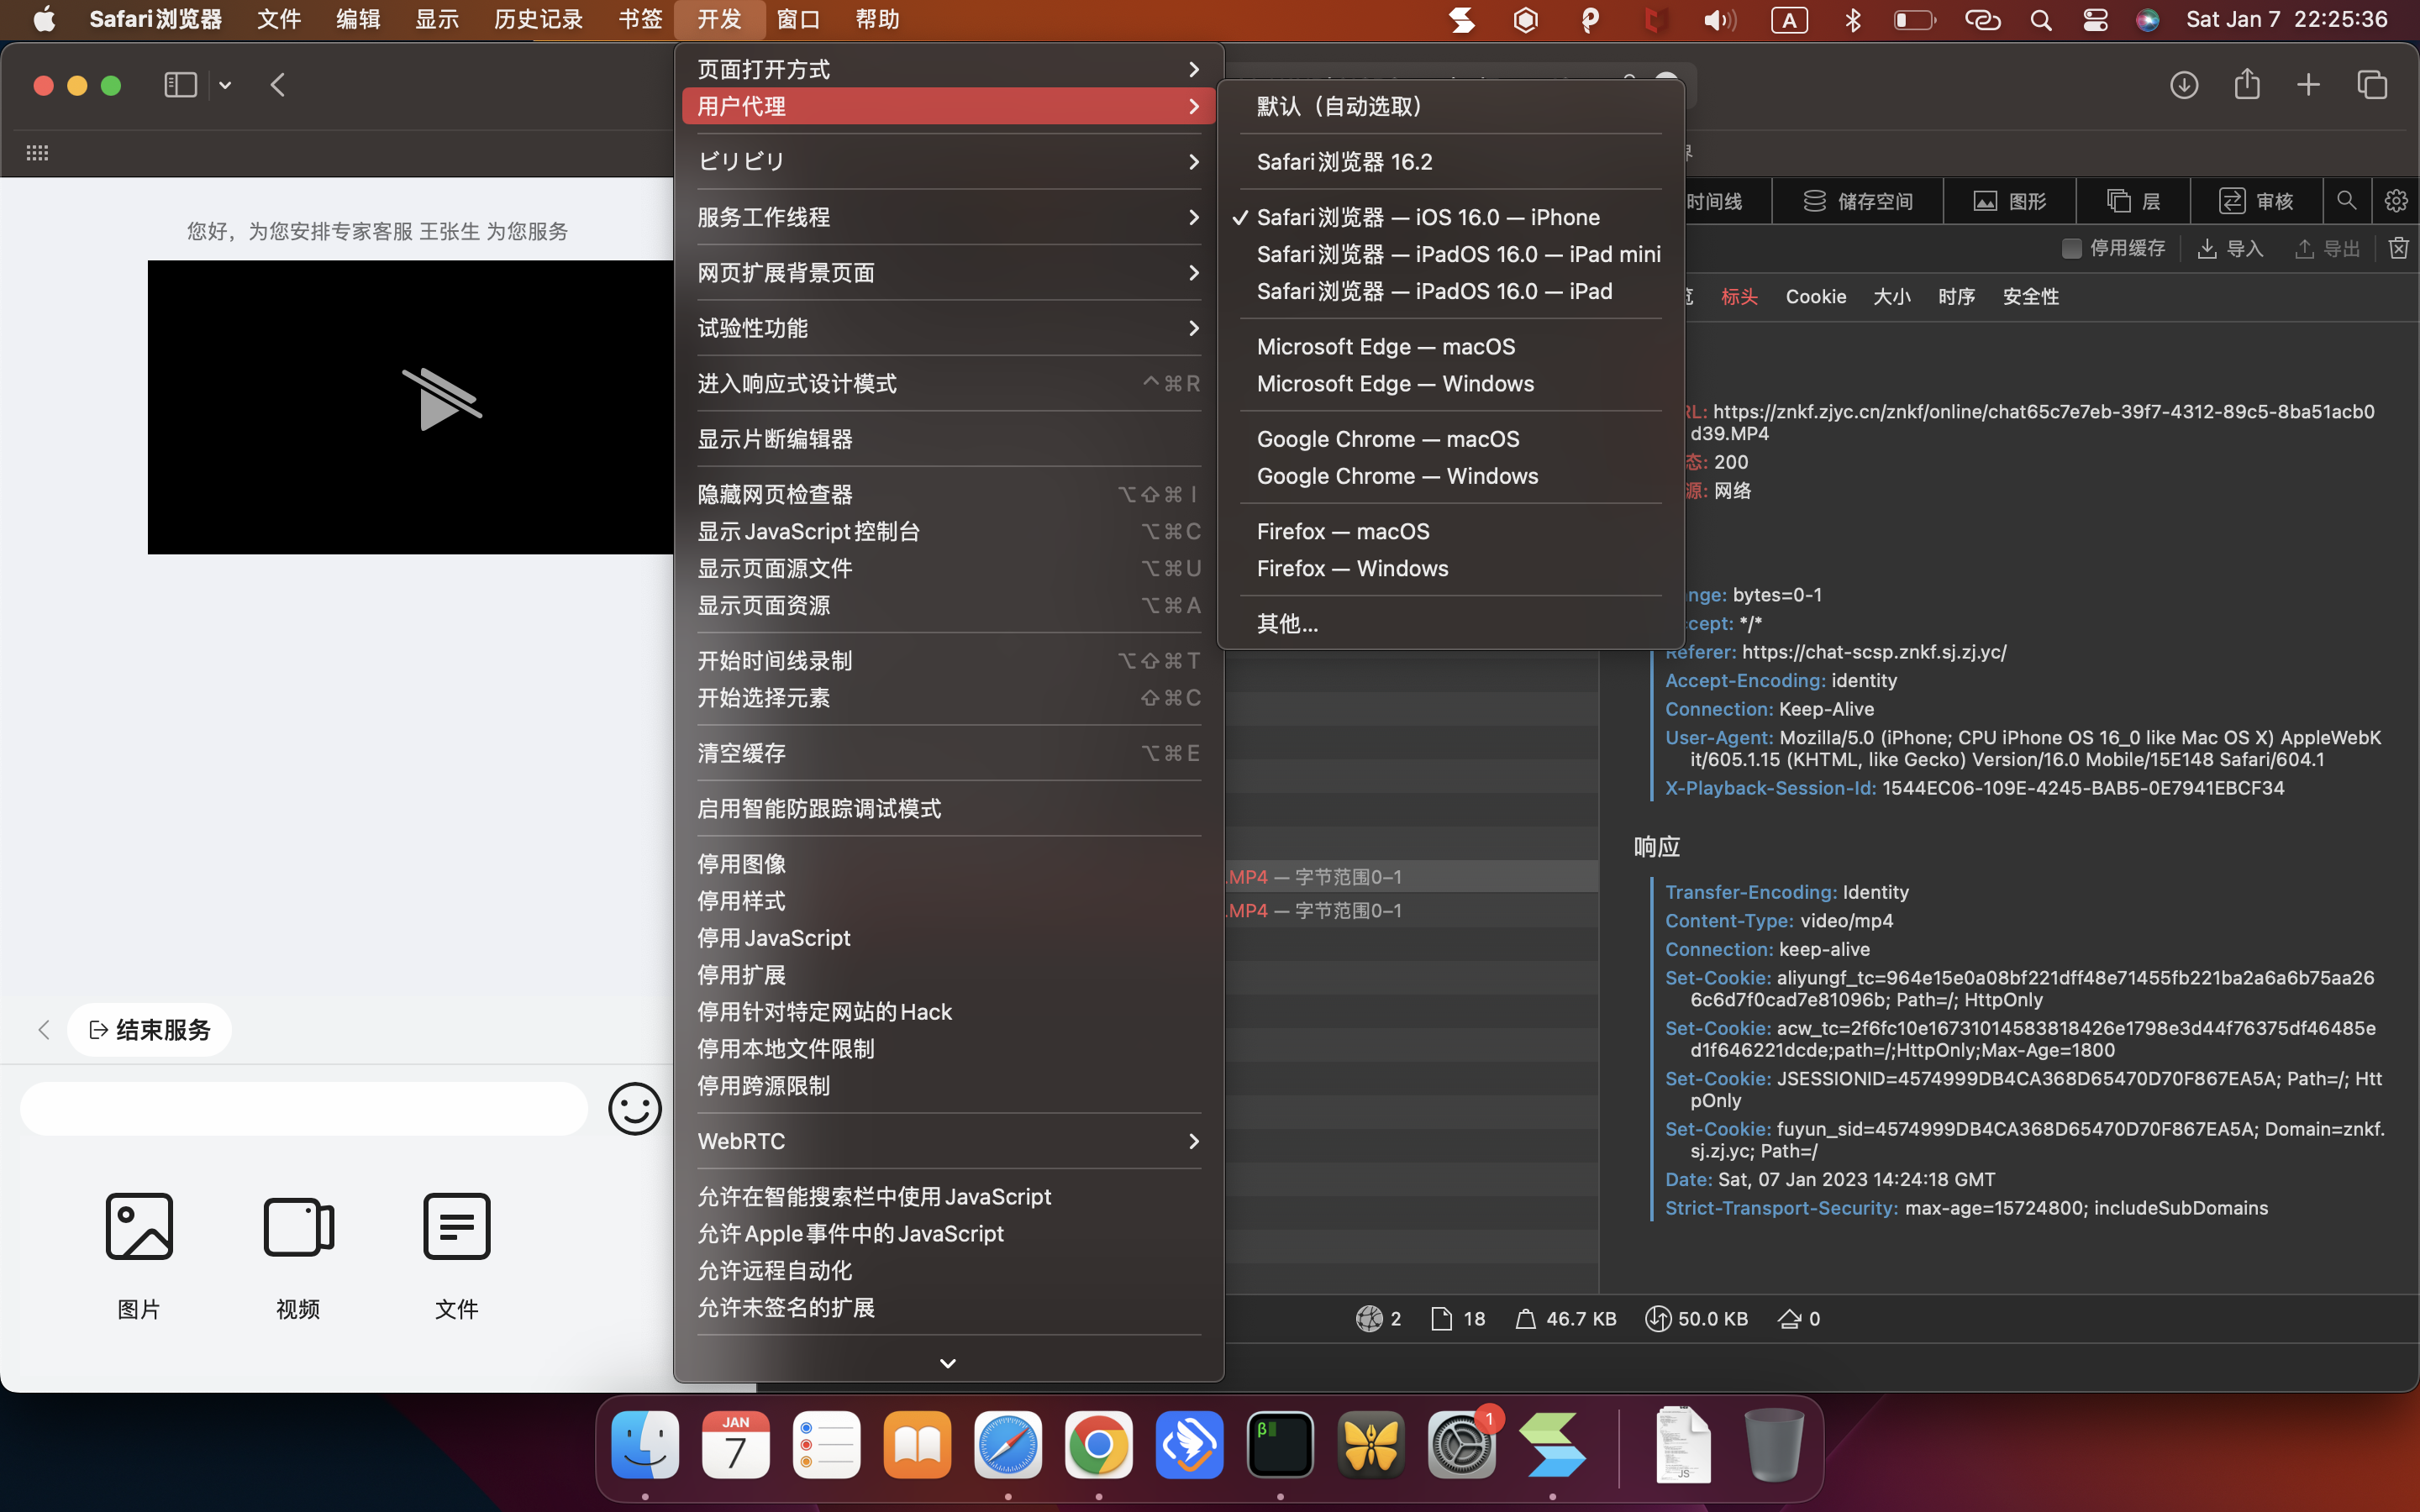 Safari浏览器 文件 编辑 显示 历史记录 书签 开发 窗口 帮助
A
Sat Jan 7 22:25:36
您好，为您安排专家客服 王张生 为您服务
结束服务
图片 视频 文件
页面打开方式
用户代理
ビリビリ
服务工作线程
网页扩展背景页面
试验性功能
进入响应式设计模式 ^⌘R
显示片断编辑器
隐藏网页检查器 ⌥⇧⌘I
显示JavaScript控制台 ⌥⌘C
显示页面源文件 ⌥⌘U
显示页面资源 ⌥⌘A
开始时间线录制 ⌥⇧⌘T
开始选择元素 ⇧⌘C
清空缓存 ⌥⌘E
启用智能防跟踪调试模式
停用图像
停用样式
停用JavaScript
停用扩展
停用针对特定网站的Hack
停用本地文件限制
停用跨源限制
WebRTC
允许在智能搜索栏中使用JavaScript
允许Apple事件中的JavaScript
允许远程自动化
允许未签名的扩展
默认（自动选取）
Safari浏览器 16.2
✓ Safari浏览器 — iOS 16.0 — iPhone
Safari浏览器 — iPadOS 16.0 — iPad mini
Safari浏览器 — iPadOS 16.0 — iPad
Microsoft Edge — macOS
Microsoft Edge — Windows
Google Chrome — macOS
Google Chrome — Windows
Firefox — macOS
Firefox — Windows
其他...
时间线 储存空间 图形 层 审核
停用缓存 导入 导出
标头 Cookie 大小 时序 安全性
RL: https://znkf.zjyc.cn/znkf/online/chat65c7e7eb-39f7-4312-89c5-8ba51acb0
d39.MP4
态: 200
源: 网络
nge: bytes=0-1
cept: */*
Referer: https://chat-scsp.znkf.sj.zj.yc/
Accept-Encoding: identity
Connection: Keep-Alive
User-Agent: Mozilla/5.0 (iPhone; CPU iPhone OS 16_0 like Mac OS X) AppleWebK
it/605.1.15 (KHTML, like Gecko) Version/16.0 Mobile/15E148 Safari/604.1
X-Playback-Session-Id: 1544EC06-109E-4245-BAB5-0E7941EBCF34
响应
Transfer-Encoding: Identity
Content-Type: video/mp4
Connection: keep-alive
Set-Cookie: aliyungf_tc=964e15e0a08bf221dff48e71455fb221ba2a6a6b75aa26
6c6d7f0cad7e81096b; Path=/; HttpOnly
Set-Cookie: acw_tc=2f6fc10e16731014583818426e1798e3d44f76375df46485e
d1f646221dcde;path=/;HttpOnly;Max-Age=1800
Set-Cookie: JSESSIONID=4574999DB4CA368D65470D70F867EA5A; Path=/; Htt
pOnly
Set-Cookie: fuyun_sid=4574999DB4CA368D65470D70F867EA5A; Domain=znkf.
sj.zj.yc; Path=/
Date: Sat, 07 Jan 2023 14:24:18 GMT
Strict-Transport-Security: max-age=15724800; includeSubDomains
.MP4 — 字节范围0–1
.MP4 — 字节范围0–1
2 18 46.7 KB 50.0 KB 0
JAN
7
β
1
JS